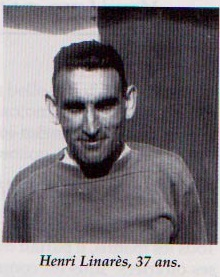 Henri Linarès, 37 ans.